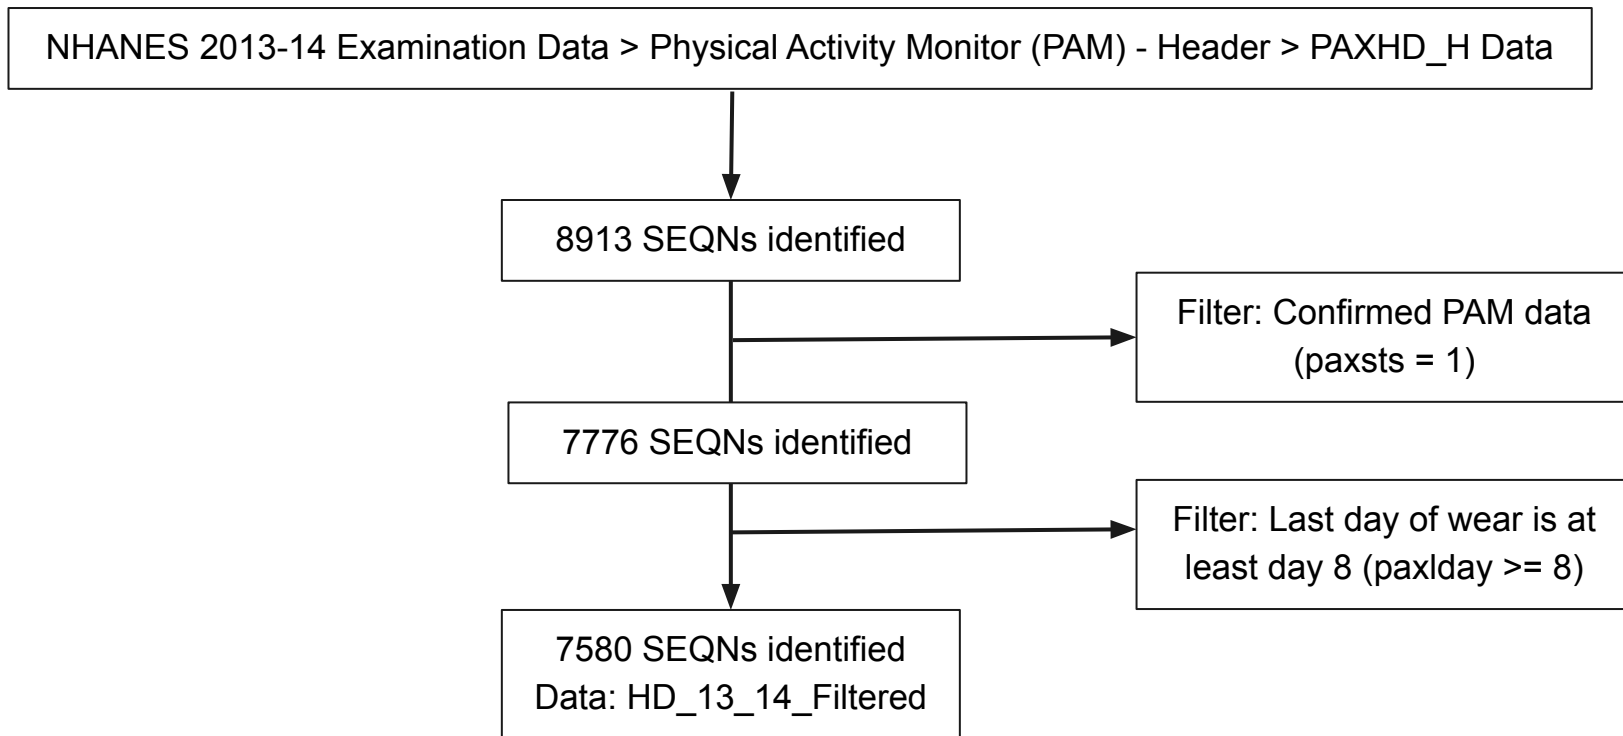 NHANES 2013-14 Examination Data > Physical Activity Monitor (PAM) - Header > PAXHD_H Data
8913 SEQNs identified
Filter: Confirmed PAM data
(paxsts = 1)
7776 SEQNs identified
Filter: Last day of wear is at
least day 8 (paxlday >= 8)
7580 SEQNs identified
Data: HD_13_14_Filtered